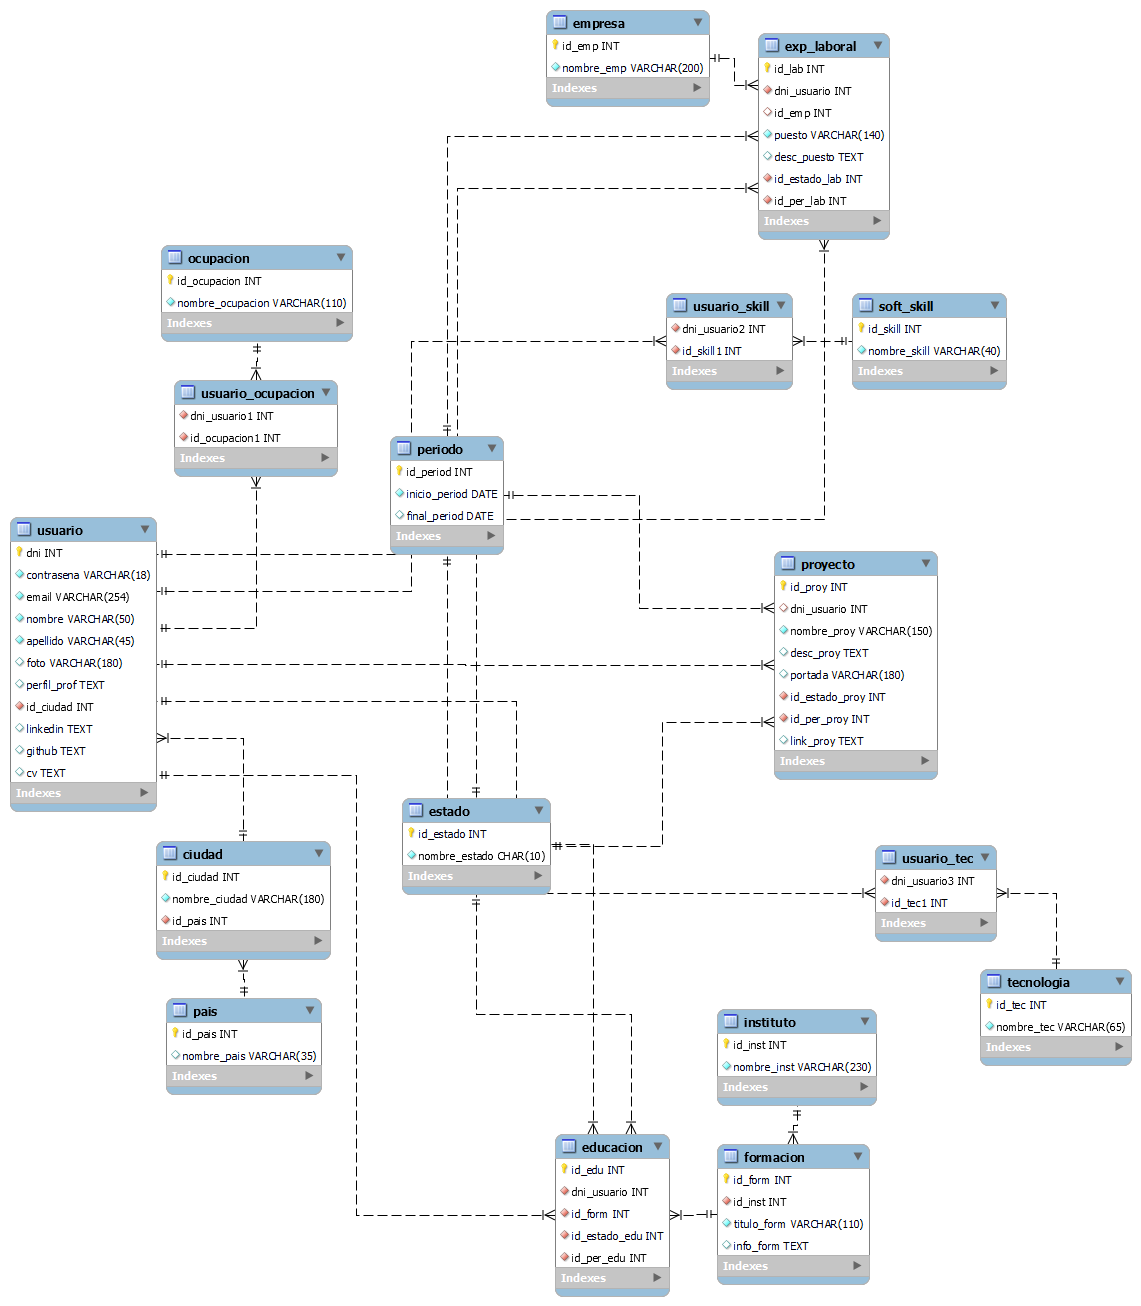 empresa
id_emp INT
nombre_emp VARCHAR(200)
Indexes
exp_laboral
id_lab INT
dni_usuario INT
id_emp INT
puesto VARCHAR(140)
desc_puesto TEXT
id_estado_lab INT
id_per_lab INT
Indexes
ocupacion
id_ocupacion INT
nombre_ocupacion VARCHAR(110)
Indexes
usuario_skill
dni_usuario2 INT
id_skill1 INT
Indexes
soft_skill
id_skill INT
nombre_skill VARCHAR(40)
Indexes
usuario_ocupacion
dni_usuario1 INT
id_ocupacion1 INT
Indexes
periodo
id_period INT
inicio_period DATE
final_period DATE
Indexes
usuario
dni INT
contrasena VARCHAR(18)
email VARCHAR(254)
nombre VARCHAR(50)
apellido VARCHAR(45)
foto VARCHAR(180)
perfil_prof TEXT
id_ciudad INT
linkedin TEXT
github TEXT
cv TEXT
Indexes
proyecto
id_proy INT
dni_usuario INT
nombre_proy VARCHAR(150)
desc_proy TEXT
portada VARCHAR(180)
id_estado_proy INT
id_per_proy INT
link_proy TEXT
Indexes
estado
id_estado INT
nombre_estado CHAR(10)
Indexes
ciudad
id_ciudad INT
nombre_ciudad VARCHAR(180)
id_pais INT
Indexes
usuario_tec
dni_usuario3 INT
id_tec1 INT
Indexes
tecnologia
id_tec INT
nombre_tec VARCHAR(65)
Indexes
pais
id_pais INT
nombre_pais VARCHAR(35)
Indexes
instituto
id_inst INT
nombre_inst VARCHAR(230)
Indexes
educacion
id_edu INT
dni_usuario INT
id_form INT
id_estado_edu INT
id_per_edu INT
Indexes
formacion
id_form INT
id_inst INT
titulo_form VARCHAR(110)
info_form TEXT
Indexes